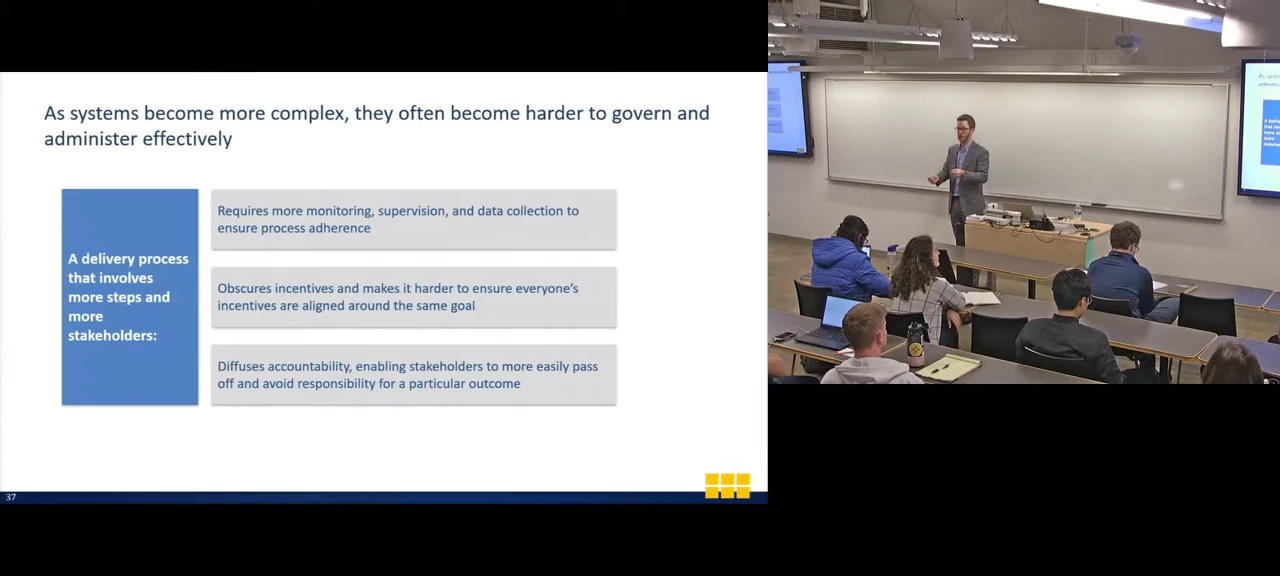 As systems become more complex, they often become harder to govern and
administer effectively
A delivery process
that involves
more steps and
more
stakeholders:
Requires more monitoring, supervision, and data collection to
ensure process adherence
Obscures incentives and makes it harder to ensure everyone's
incentives are aligned around the same goal
Diffuses accountability, enabling stakeholders to more easily pass
off and avoid responsibility for a particular outcome
37